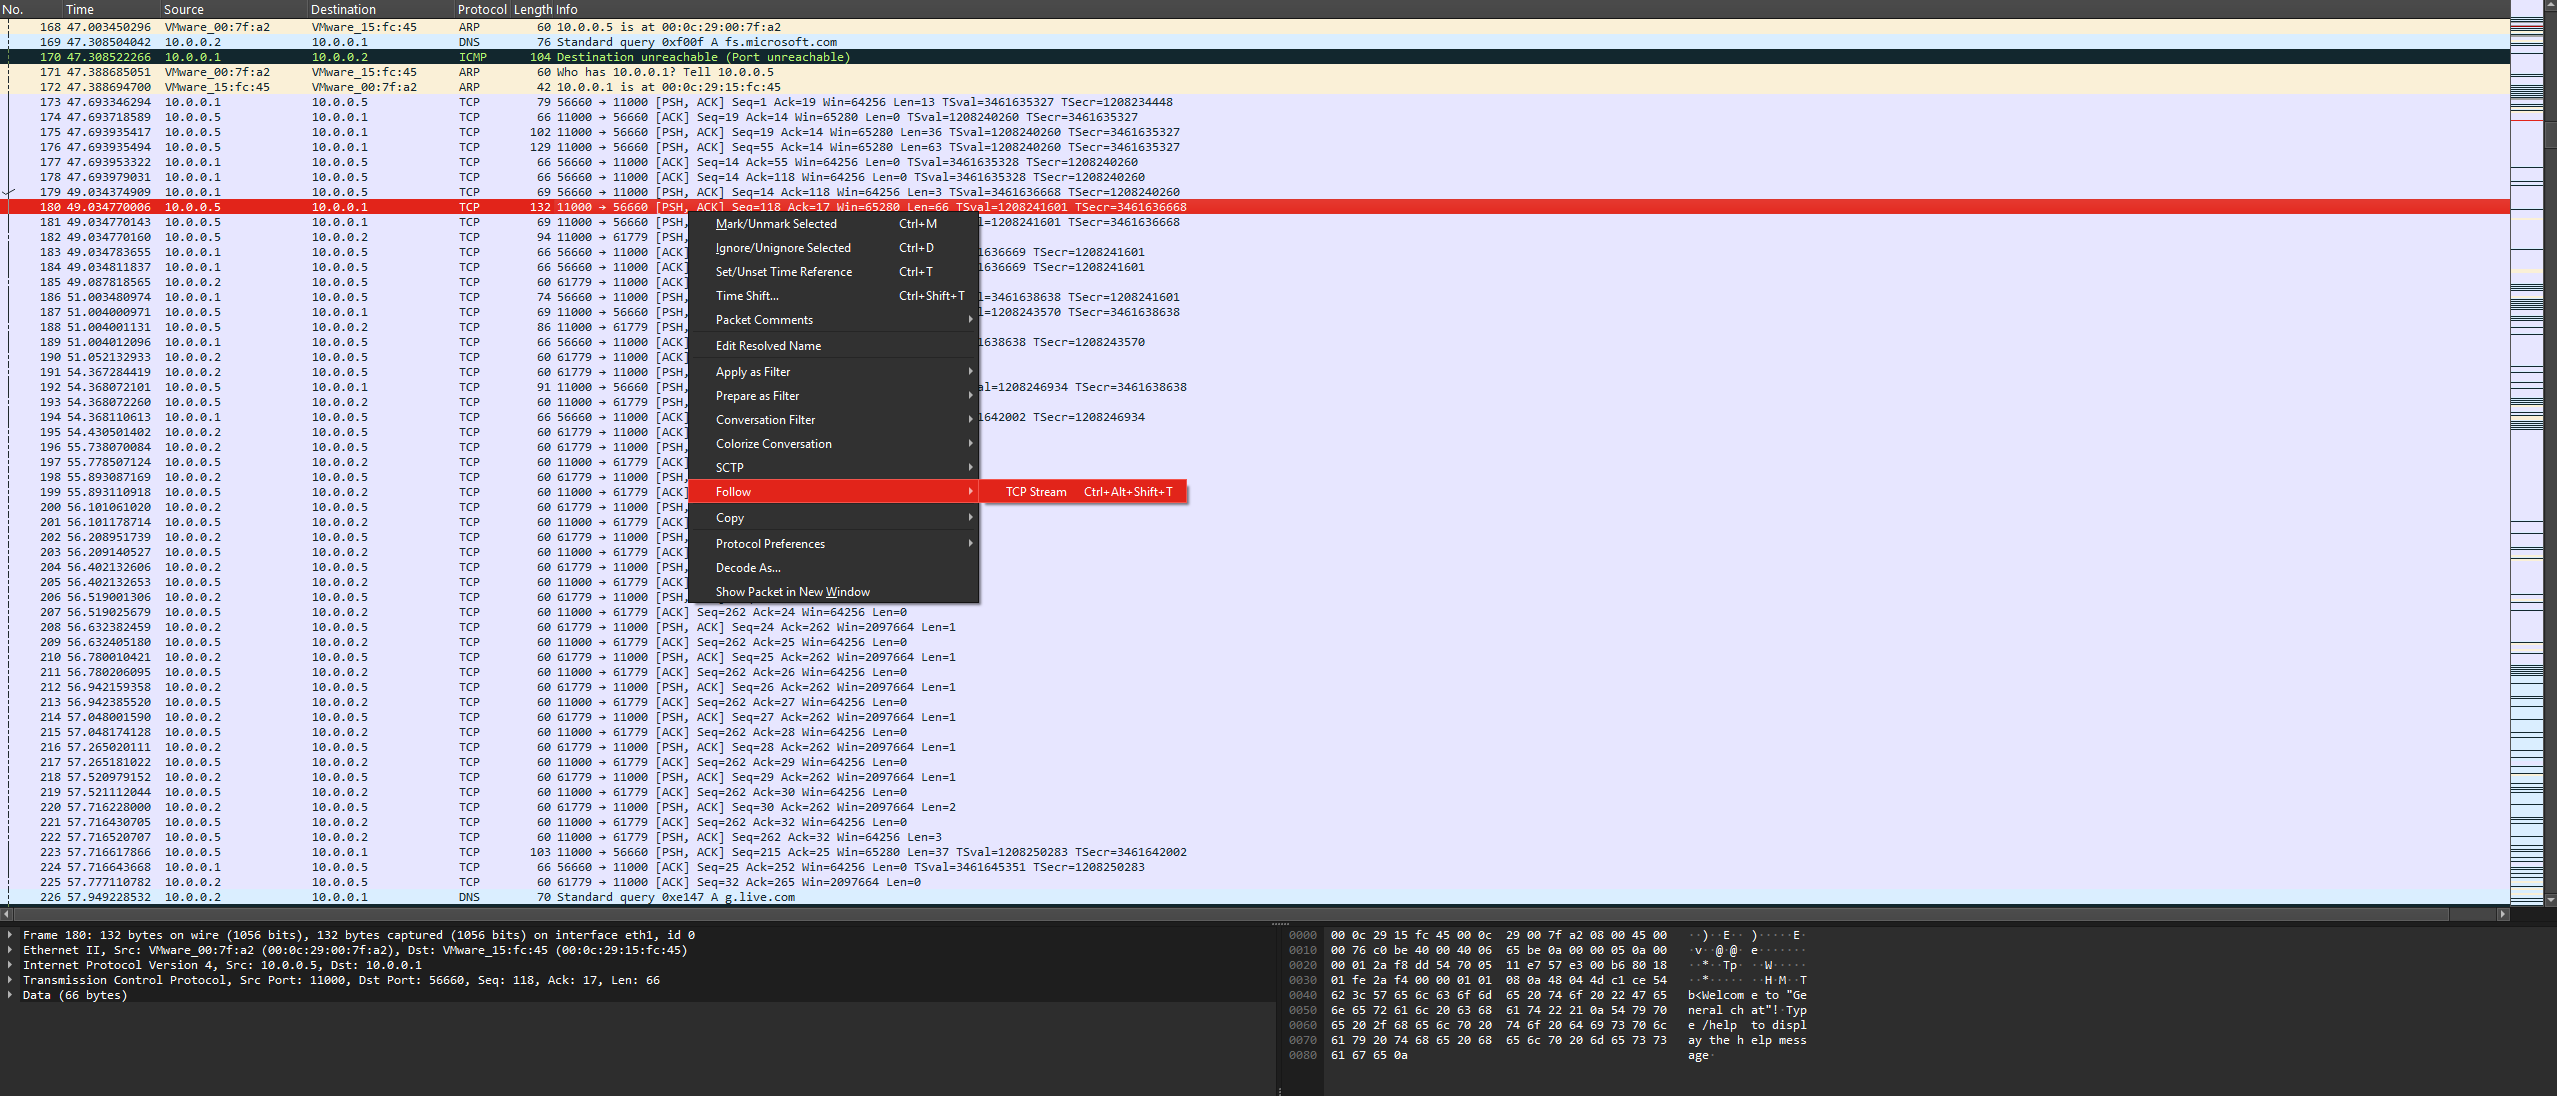 No. Time Source Destination Protocol Length Info
168 47.003450296 VMware_00:7f:a2 VMware_15:fc:45 ARP 60 10.0.0.5 is at 00:0c:29:00:7f:a2
169 47.308504042 10.0.0.2 10.0.0.1 DNS 76 Standard query 0xf00f A fs.microsoft.com
170 47.308522266 10.0.0.1 10.0.0.2 ICMP 104 Destination unreachable (Port unreachable)
171 47.388685051 VMware_00:7f:a2 VMware_15:fc:45 ARP 60 Who has 10.0.0.1? Tell 10.0.0.5
172 47.388694700 VMware_15:fc:45 VMware_00:7f:a2 ARP 42 10.0.0.1 is at 00:0c:29:15:fc:45
173 47.693346294 10.0.0.1 10.0.0.5 TCP 79 56660 → 11000 [PSH, ACK] Seq=1 Ack=19 Win=64256 Len=13 TSval=3461635327 TSecr=1208234448
174 47.693718589 10.0.0.5 10.0.0.1 TCP 66 11000 → 56660 [ACK] Seq=19 Ack=14 Win=65280 Len=0 TSval=1208240260 TSecr=3461635327
175 47.693935417 10.0.0.5 10.0.0.1 TCP 102 11000 → 56660 [PSH, ACK] Seq=19 Ack=14 Win=65280 Len=36 TSval=1208240260 TSecr=3461635327
176 47.693935494 10.0.0.5 10.0.0.1 TCP 129 11000 → 56660 [PSH, ACK] Seq=55 Ack=14 Win=65280 Len=63 TSval=1208240260 TSecr=3461635327
177 47.693953322 10.0.0.1 10.0.0.5 TCP 66 56660 → 11000 [ACK] Seq=14 Ack=55 Win=64256 Len=0 TSval=3461635328 TSecr=1208240260
178 47.693979031 10.0.0.1 10.0.0.5 TCP 66 56660 → 11000 [ACK] Seq=14 Ack=118 Win=64256 Len=0 TSval=3461635328 TSecr=1208240260
179 49.034374909 10.0.0.1 10.0.0.5 TCP 69 56660 → 11000 [PSH, ACK] Seq=14 Ack=118 Win=64256 Len=3 TSval=3461636668 TSecr=1208240260
180 49.034770006 10.0.0.5 10.0.0.1 TCP 132 11000 → 56660 [PSH, ACK] Seq=118 Ack=17 Win=65280 Len=66 TSval=1208241601 TSecr=3461636668
181 49.034770143 10.0.0.5 10.0.0.1 TCP 69 11000 → 56660 [PSH, l=1208241601 TSecr=3461636668
182 49.034770160 10.0.0.5 10.0.0.2 TCP 94 11000 → 61779 [PSH,
183 49.034783655 10.0.0.1 10.0.0.5 TCP 66 56660 → 11000 [ACK] 636669 TSecr=1208241601
184 49.034811837 10.0.0.1 10.0.0.5 TCP 66 56660 → 11000 [ACK] 636669 TSecr=1208241601
185 49.087818565 10.0.0.2 10.0.0.5 TCP 60 61779 → 11000 [ACK]
186 51.003480974 10.0.0.1 10.0.0.5 TCP 74 56660 → 11000 [PSH, l=3461638638 TSecr=1208241601
187 51.004000971 10.0.0.5 10.0.0.1 TCP 69 11000 → 56660 [PSH, l=1208243570 TSecr=3461638638
188 51.004001131 10.0.0.5 10.0.0.2 TCP 86 11000 → 61779 [PSH,
189 51.004012096 10.0.0.1 10.0.0.5 TCP 66 56660 → 11000 [ACK] 638638 TSecr=1208243570
190 51.052132933 10.0.0.2 10.0.0.5 TCP 60 61779 → 11000 [ACK]
191 54.367284419 10.0.0.2 10.0.0.5 TCP 60 61779 → 11000 [PSH,
192 54.368072101 10.0.0.5 10.0.0.1 TCP 91 11000 → 56660 [PSH, al=1208246934 TSecr=3461638638
193 54.368072260 10.0.0.5 10.0.0.2 TCP 60 11000 → 61779 [PSH,
194 54.368110613 10.0.0.1 10.0.0.5 TCP 66 56660 → 11000 [ACK] 642002 TSecr=1208246934
195 54.430501402 10.0.0.2 10.0.0.5 TCP 60 61779 → 11000 [ACK]
196 55.738070084 10.0.0.2 10.0.0.5 TCP 60 61779 → 11000 [PSH,
197 55.778507124 10.0.0.5 10.0.0.2 TCP 60 11000 → 61779 [ACK]
198 55.893087169 10.0.0.2 10.0.0.5 TCP 60 61779 → 11000 [PSH,
199 55.893110918 10.0.0.5 10.0.0.2 TCP 60 11000 → 61779 [ACK]
200 56.101061020 10.0.0.2 10.0.0.5 TCP 60 61779 → 11000 [PSH,
201 56.101178714 10.0.0.5 10.0.0.2 TCP 60 11000 → 61779 [ACK]
202 56.208951739 10.0.0.2 10.0.0.5 TCP 60 61779 → 11000 [PSH,
203 56.209140527 10.0.0.5 10.0.0.2 TCP 60 11000 → 61779 [ACK]
204 56.402132606 10.0.0.2 10.0.0.5 TCP 60 61779 → 11000 [PSH,
205 56.402132653 10.0.0.5 10.0.0.2 TCP 60 11000 → 61779 [ACK]
206 56.519001306 10.0.0.2 10.0.0.5 TCP 60 61779 → 11000 [PSH,
207 56.519025679 10.0.0.5 10.0.0.2 TCP 60 11000 → 61779 [ACK] Seq=262 Ack=24 Win=64256 Len=0
208 56.632382459 10.0.0.2 10.0.0.5 TCP 60 61779 → 11000 [PSH, ACK] Seq=24 Ack=262 Win=2097664 Len=1
209 56.632405180 10.0.0.5 10.0.0.2 TCP 60 11000 → 61779 [ACK] Seq=262 Ack=25 Win=64256 Len=0
210 56.780010421 10.0.0.2 10.0.0.5 TCP 60 61779 → 11000 [PSH, ACK] Seq=25 Ack=262 Win=2097664 Len=1
211 56.780206095 10.0.0.5 10.0.0.2 TCP 60 11000 → 61779 [ACK] Seq=262 Ack=26 Win=64256 Len=0
212 56.942159358 10.0.0.2 10.0.0.5 TCP 60 61779 → 11000 [PSH, ACK] Seq=26 Ack=262 Win=2097664 Len=1
213 56.942385520 10.0.0.5 10.0.0.2 TCP 60 11000 → 61779 [ACK] Seq=262 Ack=27 Win=64256 Len=0
214 57.048001590 10.0.0.2 10.0.0.5 TCP 60 61779 → 11000 [PSH, ACK] Seq=27 Ack=262 Win=2097664 Len=1
215 57.048174128 10.0.0.5 10.0.0.2 TCP 60 11000 → 61779 [ACK] Seq=262 Ack=28 Win=64256 Len=0
216 57.265020111 10.0.0.2 10.0.0.5 TCP 60 61779 → 11000 [PSH, ACK] Seq=28 Ack=262 Win=2097664 Len=1
217 57.265181022 10.0.0.5 10.0.0.2 TCP 60 11000 → 61779 [ACK] Seq=262 Ack=29 Win=64256 Len=0
218 57.520979152 10.0.0.2 10.0.0.5 TCP 60 61779 → 11000 [PSH, ACK] Seq=29 Ack=262 Win=2097664 Len=1
219 57.521112044 10.0.0.5 10.0.0.2 TCP 60 11000 → 61779 [ACK] Seq=262 Ack=30 Win=64256 Len=0
220 57.716228000 10.0.0.2 10.0.0.5 TCP 60 61779 → 11000 [PSH, ACK] Seq=30 Ack=262 Win=2097664 Len=2
221 57.716430705 10.0.0.5 10.0.0.2 TCP 60 11000 → 61779 [ACK] Seq=262 Ack=32 Win=64256 Len=0
222 57.716520707 10.0.0.5 10.0.0.2 TCP 60 11000 → 61779 [PSH, ACK] Seq=262 Ack=32 Win=64256 Len=3
223 57.716617866 10.0.0.5 10.0.0.1 TCP 103 11000 → 56660 [PSH, ACK] Seq=215 Ack=25 Win=65280 Len=37 TSval=1208250283 TSecr=3461642002
224 57.716643668 10.0.0.1 10.0.0.5 TCP 66 56660 → 11000 [ACK] Seq=25 Ack=252 Win=64256 Len=0 TSval=3461645351 TSecr=1208250283
225 57.777110782 10.0.0.2 10.0.0.5 TCP 60 61779 → 11000 [ACK] Seq=32 Ack=265 Win=2097664 Len=0
226 57.949228532 10.0.0.2 10.0.0.1 DNS 70 Standard query 0xe147 A g.live.com
Mark/Unmark Selected Ctrl+M
Ignore/Unignore Selected Ctrl+D
Set/Unset Time Reference Ctrl+T
Time Shift... Ctrl+Shift+T
Packet Comments
Edit Resolved Name
Apply as Filter
Prepare as Filter
Conversation Filter
Colorize Conversation
SCTP
Follow
TCP Stream Ctrl+Alt+Shift+T
Copy
Protocol Preferences
Decode As...
Show Packet in New Window
Frame 180: 132 bytes on wire (1056 bits), 132 bytes captured (1056 bits) on interface eth1, id 0
Ethernet II, Src: VMware_00:7f:a2 (00:0c:29:00:7f:a2), Dst: VMware_15:fc:45 (00:0c:29:15:fc:45)
Internet Protocol Version 4, Src: 10.0.0.5, Dst: 10.0.0.1
Transmission Control Protocol, Src Port: 11000, Dst Port: 56660, Seq: 118, Ack: 17, Len: 66
Data (66 bytes)
0000 00 0c 29 15 fc 45 00 0c 29 00 7f a2 08 00 45 00 ··)··E·· )·····E·
0010 00 76 c0 be 40 00 40 06 65 be 0a 00 00 05 0a 00 ·v··@·@· e·······
0020 00 01 2a f8 dd 54 70 05 11 e7 57 e3 00 b6 80 18 ··*··Tp· ··W·····
0030 01 fe 2a f4 00 00 01 01 08 0a 48 04 4d c1 ce 54 ··*····· ··H·M··T
0040 62 3c 57 65 6c 63 6f 6d 65 20 74 6f 20 22 47 65 b<Welcom e to "Ge
0050 6e 65 72 61 6c 20 63 68 61 74 22 21 0a 54 79 70 neral ch at"!·Typ
0060 65 20 2f 68 65 6c 70 20 74 6f 20 64 69 73 70 6c e /help to displ
0070 61 79 20 74 68 65 20 68 65 6c 70 20 6d 65 73 73 ay the h elp mess
0080 61 67 65 0a age·